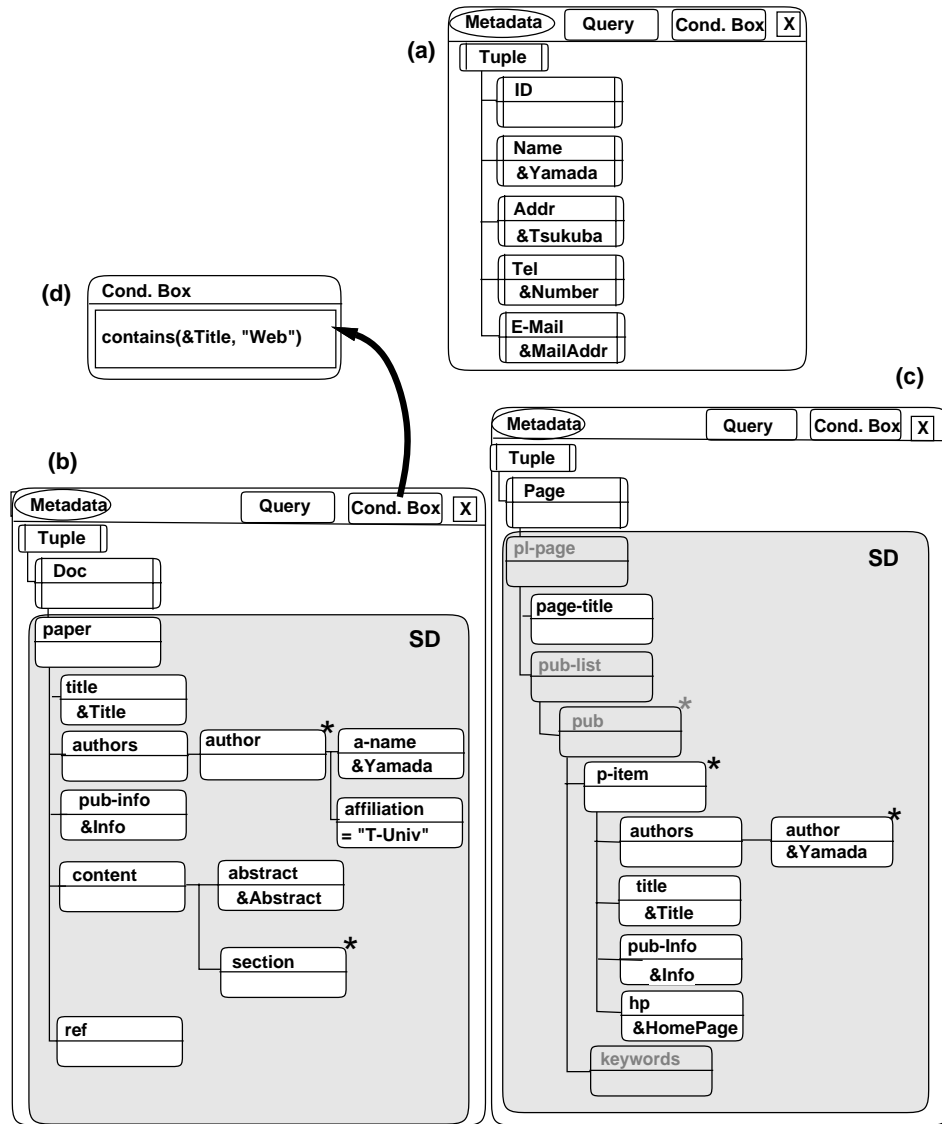 (a)
Metadata Query Cond. Box X
Tuple
ID
Name
&Yamada
Addr
&Tsukuba
Tel
&Number
E-Mail
&MailAddr
(d)
Cond. Box
contains(&Title, "Web")
(c)
Metadata Query Cond. Box X
Tuple
Page
pl-page
SD
page-title
pub-list
pub *
p-item *
authors
author *
&Yamada
title
&Title
pub-Info
&Info
hp
&HomePage
keywords
(b)
Metadata Query Cond. Box X
Tuple
Doc
paper
SD
title
&Title
authors
author *
a-name
&Yamada
affiliation
= "T-Univ"
pub-info
&Info
content
abstract
&Abstract
section *
ref